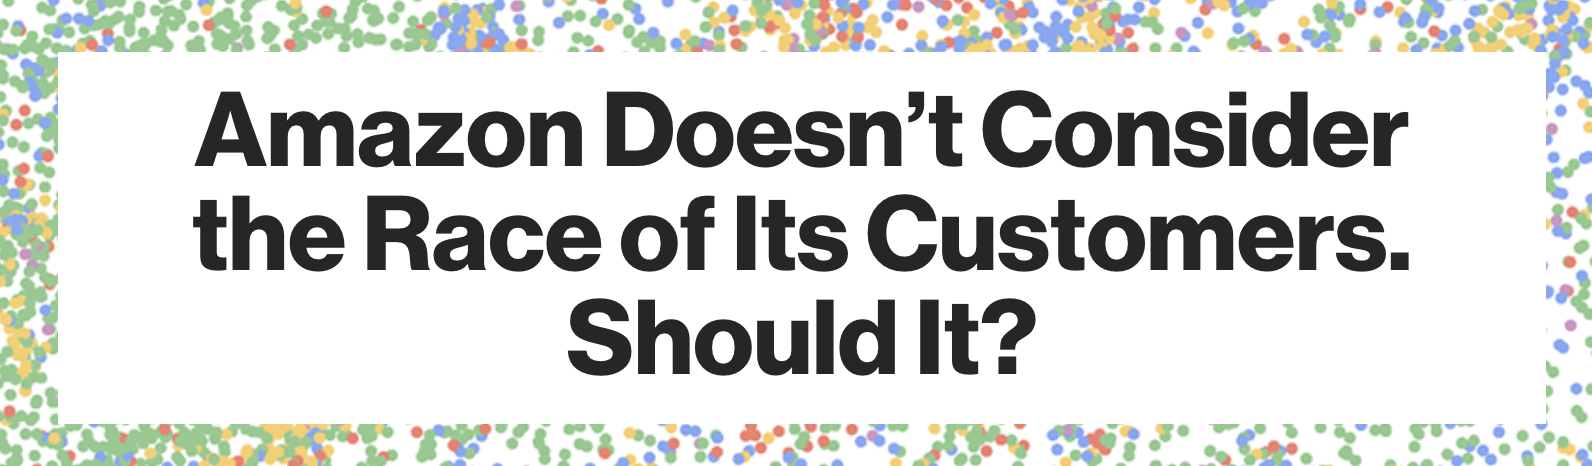 Amazon Doesn’t Consider
the Race of Its Customers.
Should It?